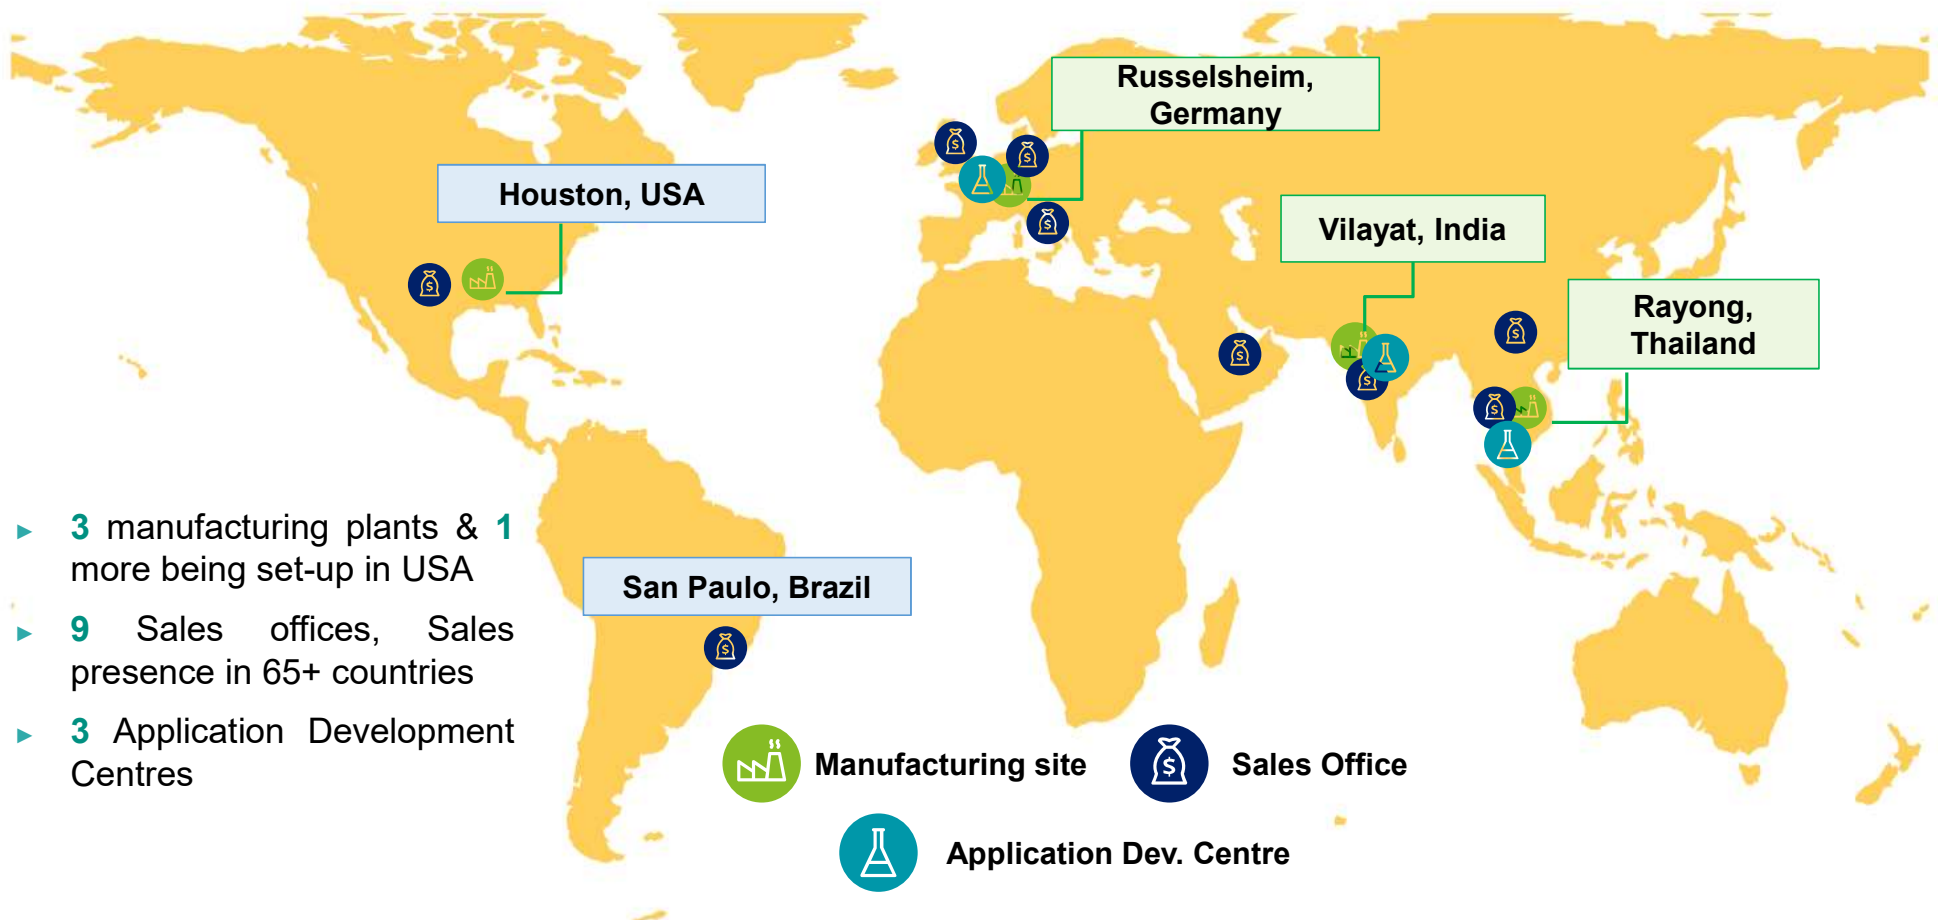 Russelsheim,
Germany
Houston, USA
Vilayat, India
Rayong,
Thailand
► 3 manufacturing plants & 1
more being set-up in USA
► 9 Sales offices, Sales
presence in 65+ countries
► 3 Application Development
Centres
San Paulo, Brazil
Manufacturing site
Sales Office
Application Dev. Centre